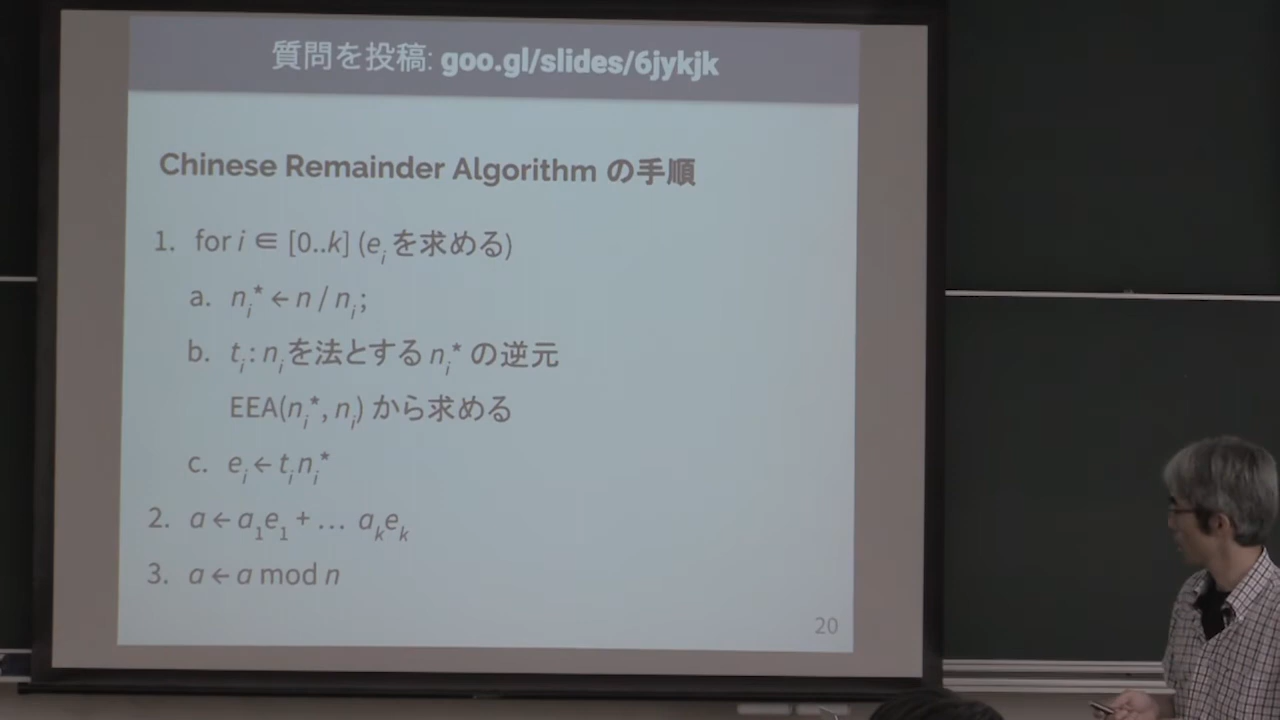 質問を投稿: goo.gl/slides/6jykjk
Chinese Remainder Algorithm の手順
1. for i ∈ [0..k] (eᵢ を求める)
a. nᵢ* ← n / nᵢ;
b. tᵢ : nᵢ を法とする nᵢ* の逆元
EEA(nᵢ*, nᵢ) から求める
c. eᵢ ← tᵢnᵢ*
2. a ← a₁e₁ + … aₖeₖ
3. a ← a mod n
20